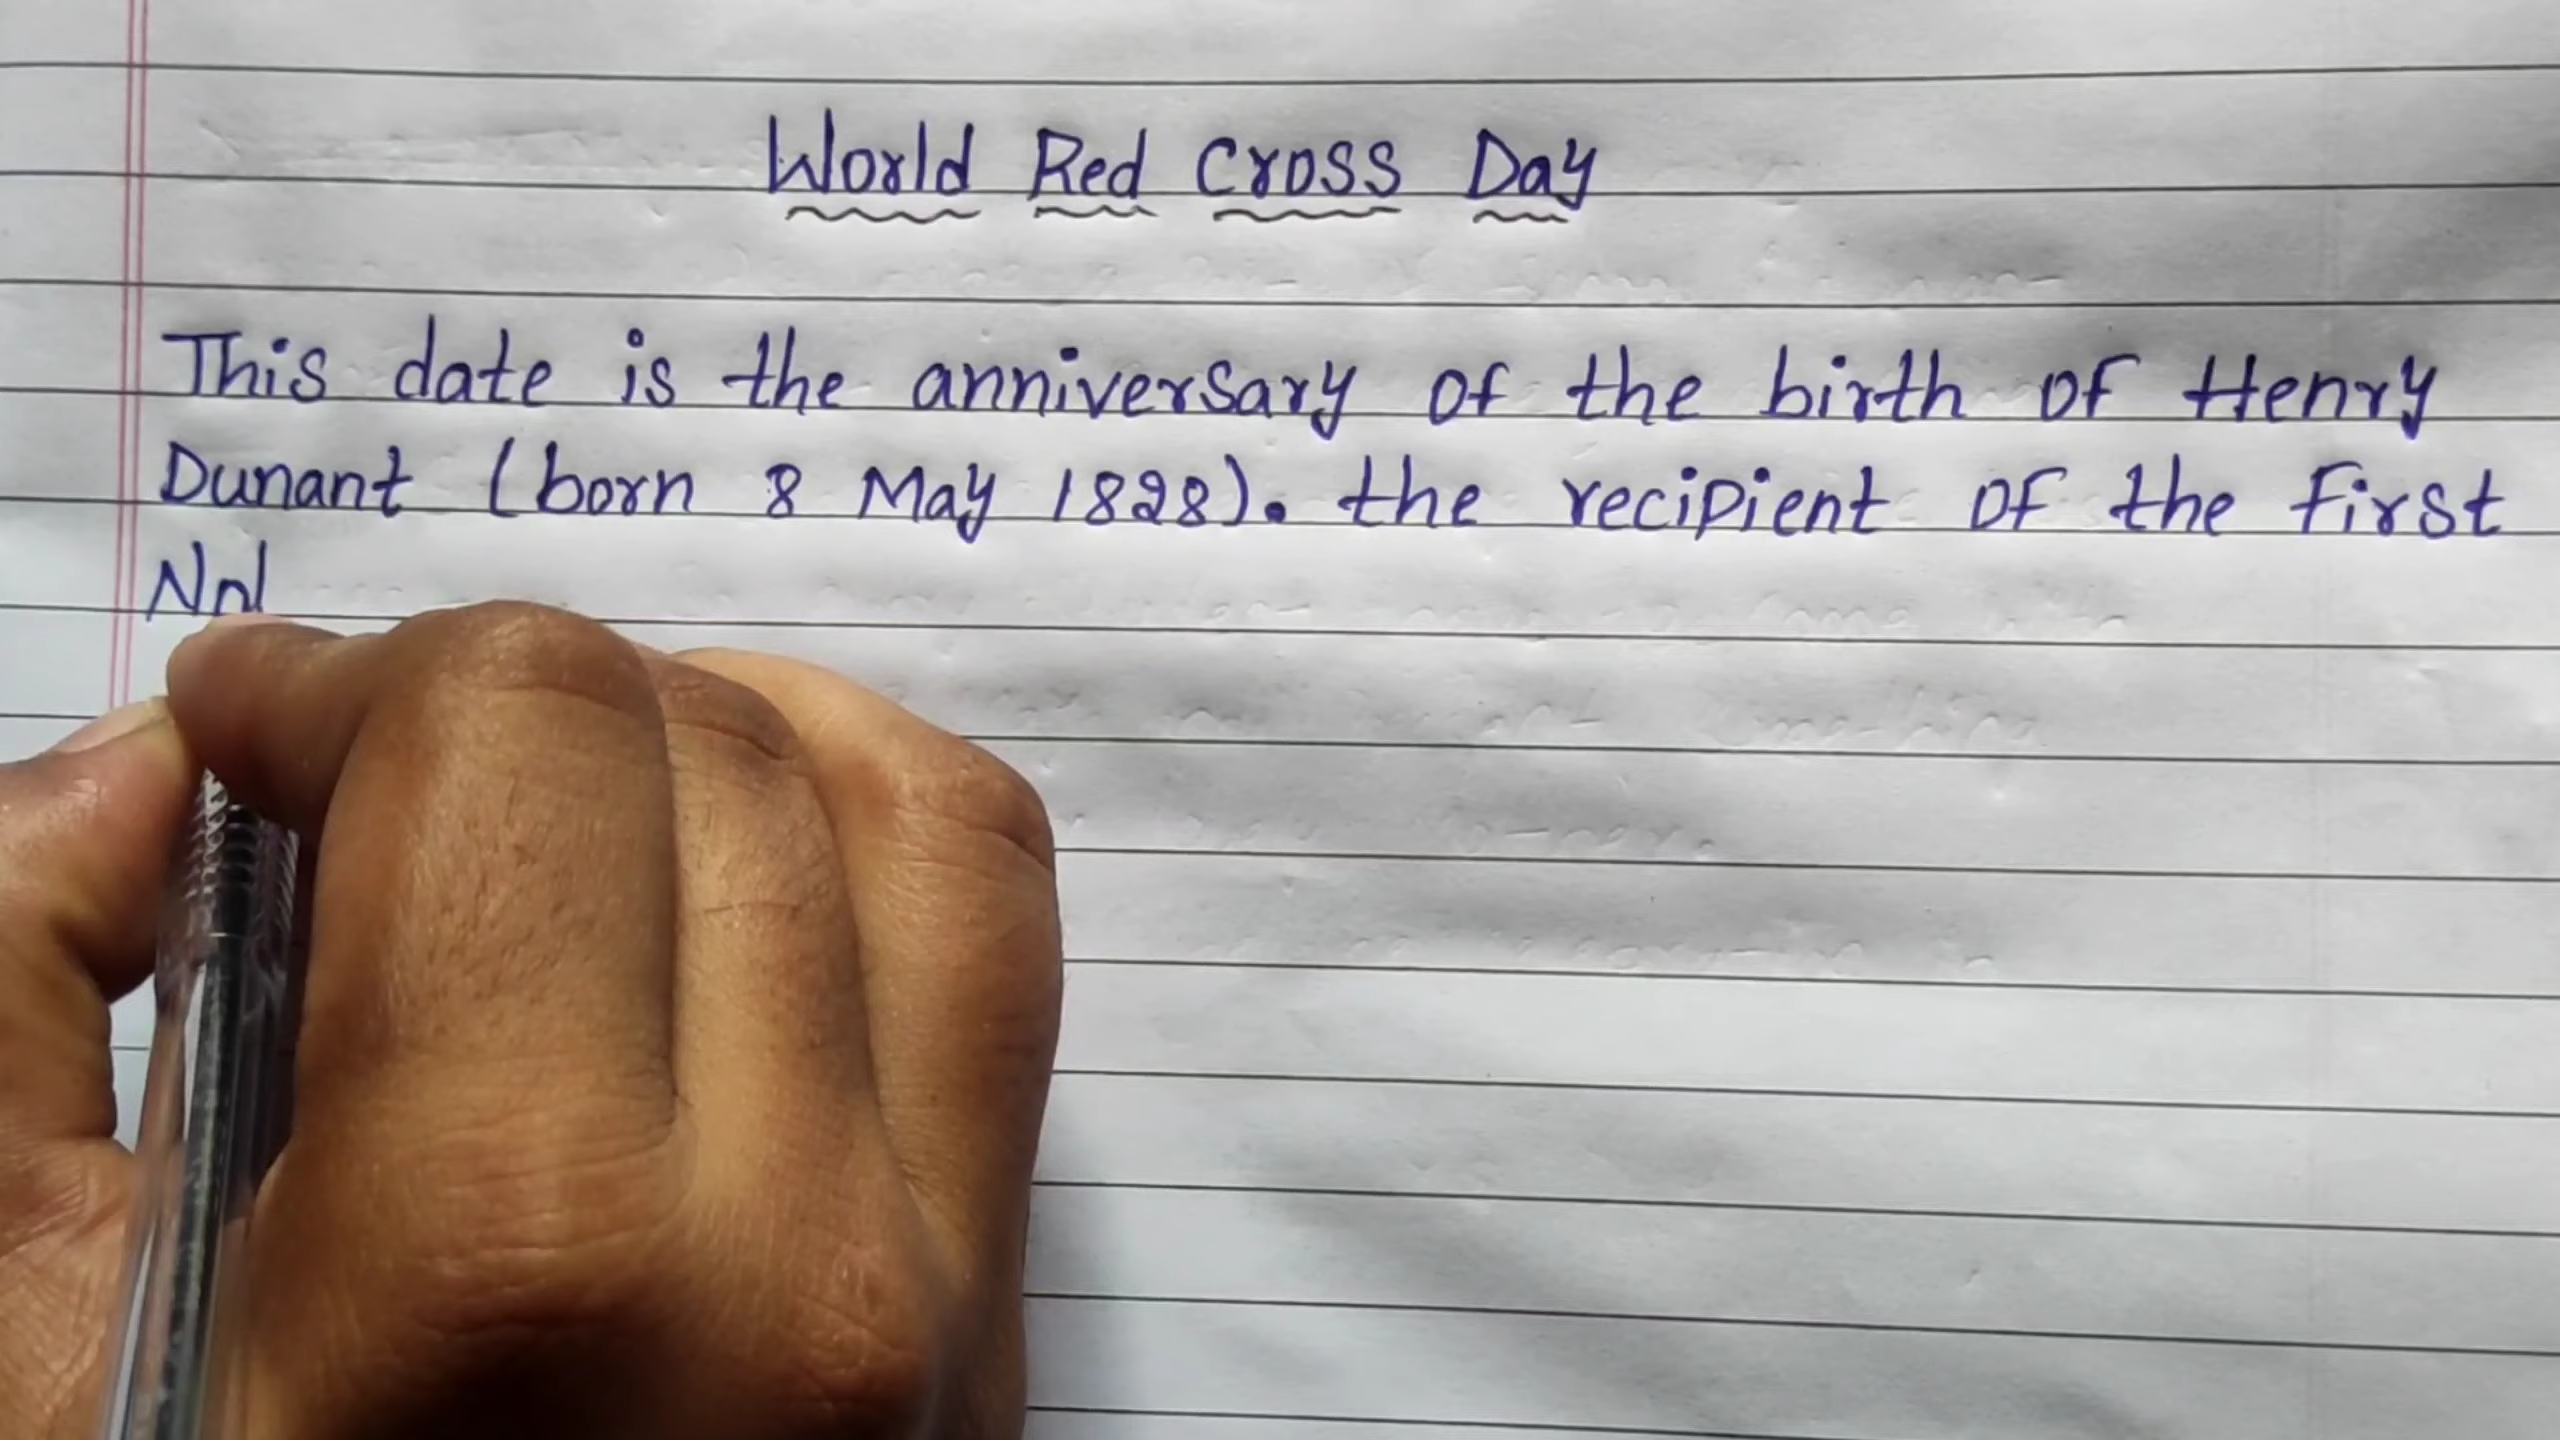 World Red Cross Day
This date is the anniversary of the birth of Henry
Dunant (born 8 May 1828). the recipient of the first